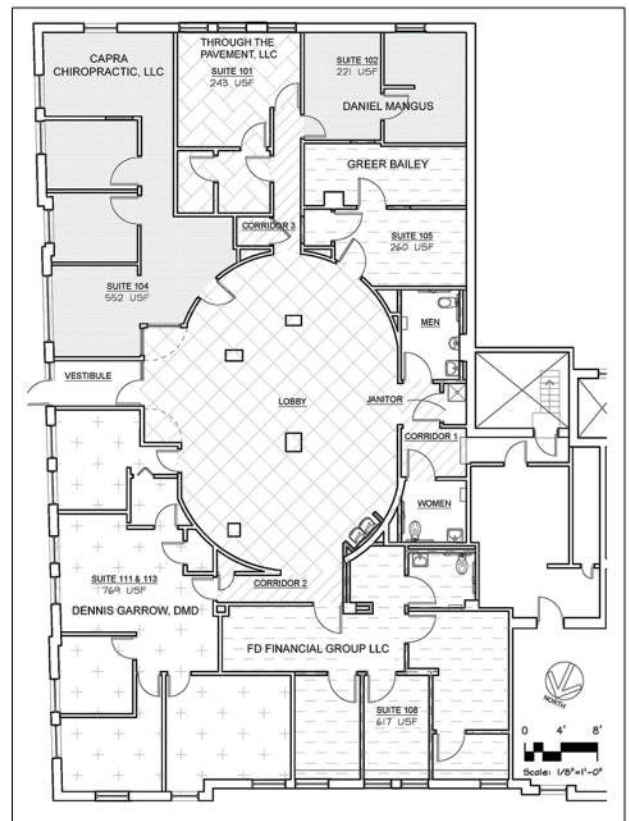 CAPRA
CHIROPRACTIC, LLC
THROUGH THE
PAVEMENT, LLC
SUITE 101
243 USF
SUITE 102
221 USF
DANIEL MANGUS
GREER BAILEY
CORRIDOR 3
SUITE 105
260 USF
SUITE 104
552 USF
MEN
VESTIBULE
LOBBY
JANITOR
CORRIDOR 1
WOMEN
SUITE 111 & 113
769 USF
DENNIS GARROW, DMD
CORRIDOR 2
FD FINANCIAL GROUP LLC
SUITE 108
617 USF
NORTH
0 4' 8'
Scale: 1/8"=1'-0"